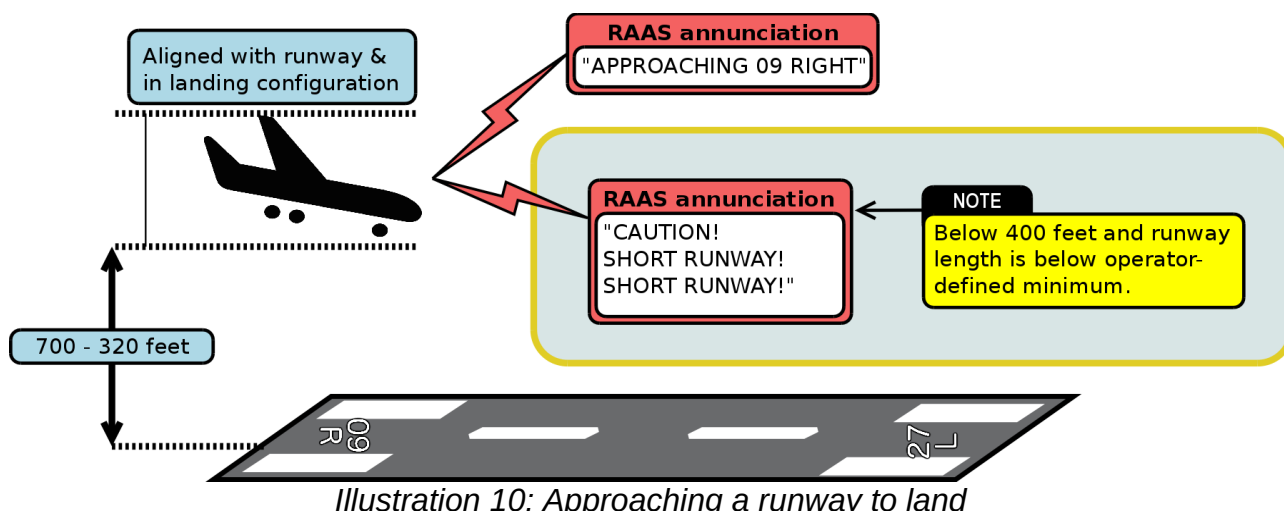 Aligned with runway &
in landing configuration
RAAS annunciation
"APPROACHING 09 RIGHT"
RAAS annunciation
"CAUTION!
SHORT RUNWAY!
SHORT RUNWAY!"
NOTE
Below 400 feet and runway
length is below operator-
defined minimum.
700 - 320 feet
09
R
27
L
Illustration 10: Approaching a runway to land